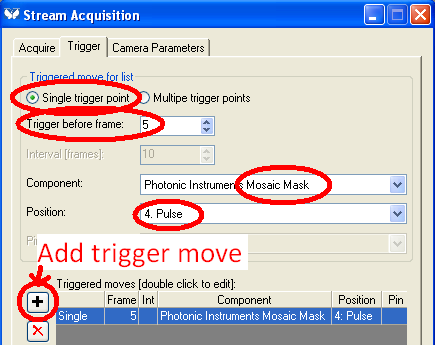 Stream Acquisition
Acquire Trigger Camera Parameters
Triggered move for list
Single trigger point Multipe trigger points
Trigger before frame: 5
Interval [frames]: 10
Component: Photonic Instruments Mosaic Mask
Position: 4. Pulse
Add trigger move
Triggered moves [double click to edit]:
Frame Int Component Position Pin
Single 5 Photonic Instruments Mosaic Mask 4: Pulse